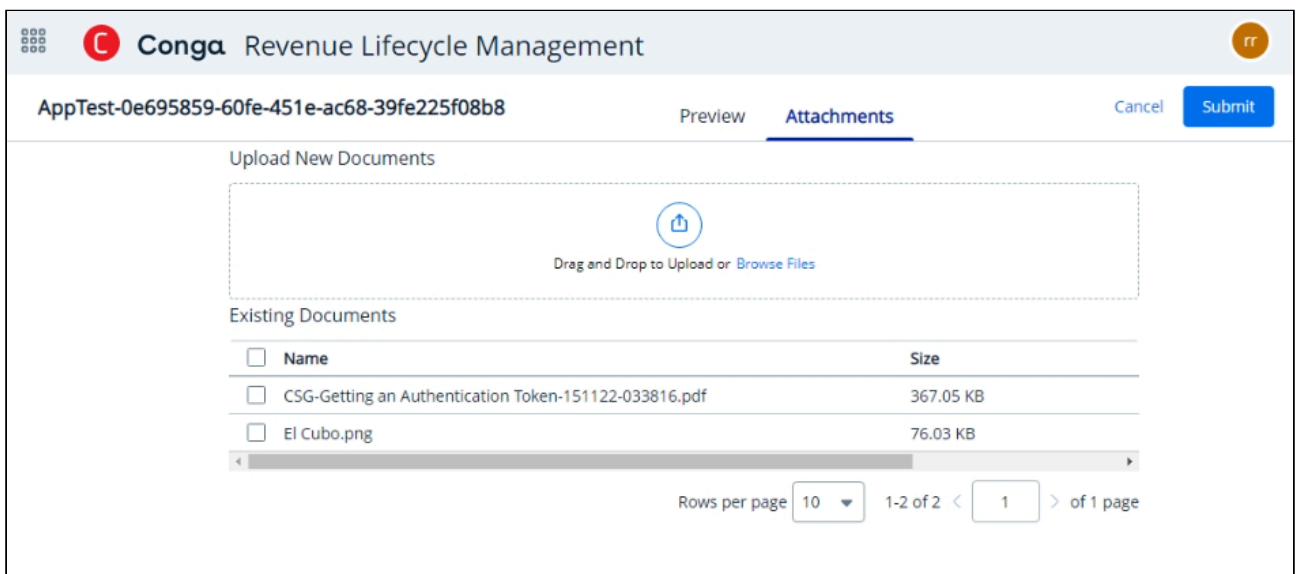 C Conga Revenue Lifecycle Management rr
AppTest-0e695859-60fe-451e-ac68-39fe225f08b8 Preview Attachments Cancel Submit
Upload New Documents
Drag and Drop to Upload or Browse Files
Existing Documents
Name Size
CSG-Getting an Authentication Token-151122-033816.pdf 367.05 KB
El Cubo.png 76.03 KB
Rows per page 10 1-2 of 2 < 1 > of 1 page